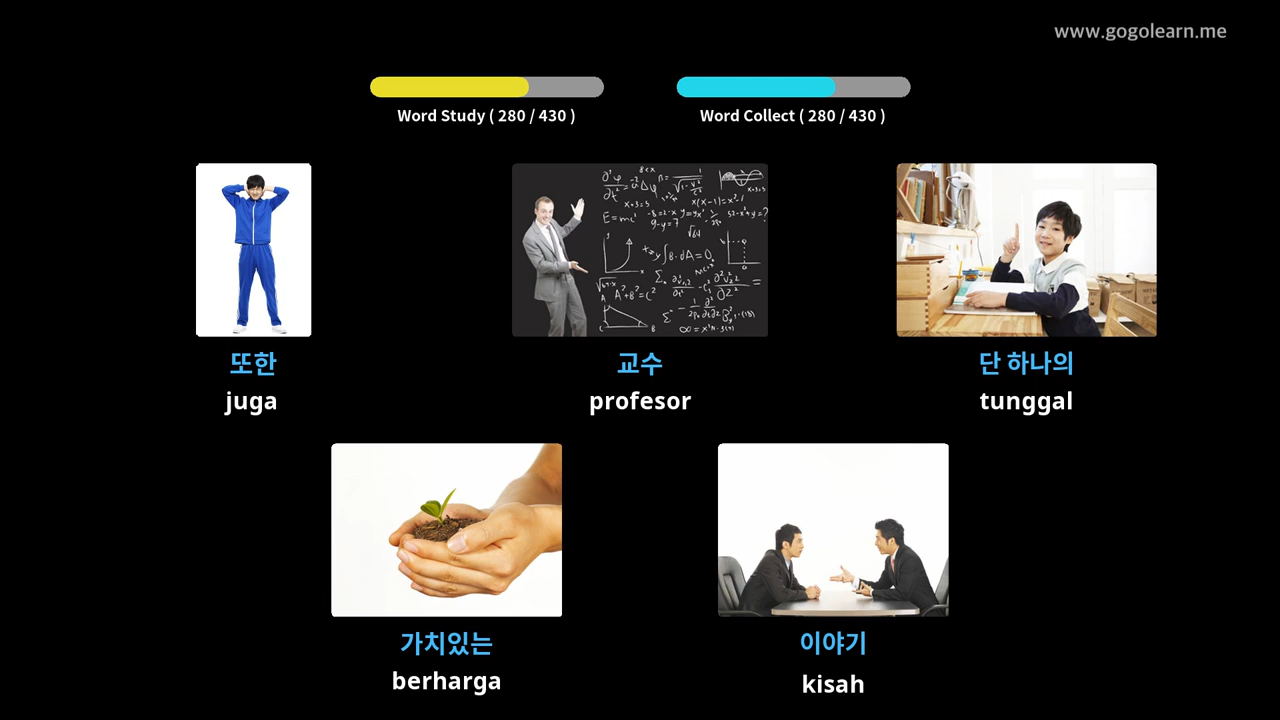 www.gogolearn.me
Word Study ( 280 / 430 )
Word Collect ( 280 / 430 )
또한
juga
교수
profesor
단 하나의
tunggal
가치있는
berharga
이야기
kisah